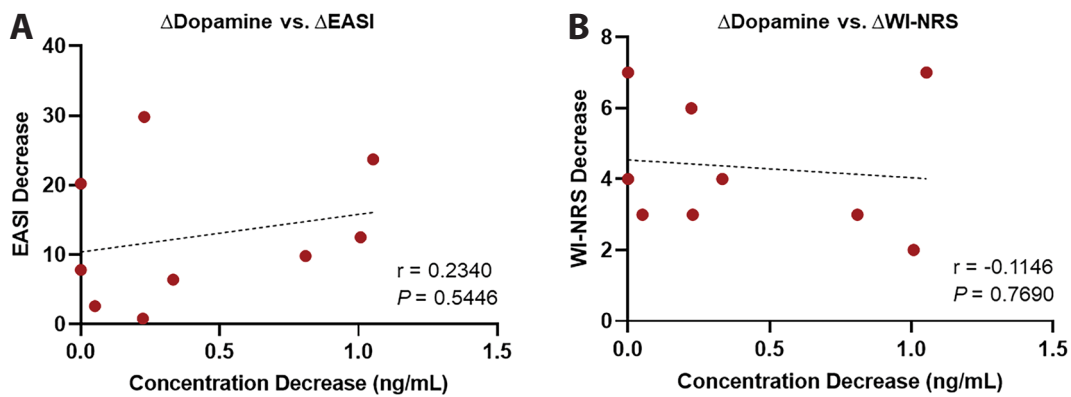 A
ΔDopamine vs. ΔEASI
40
30
20
10
0
EASI Decrease
r = 0.2340
P = 0.5446
0.0 0.5 1.0 1.5
Concentration Decrease (ng/mL)
B
ΔDopamine vs. ΔWI-NRS
8
6
4
2
0
WI-NRS Decrease
r = -0.1146
P = 0.7690
0.0 0.5 1.0 1.5
Concentration Decrease (ng/mL)